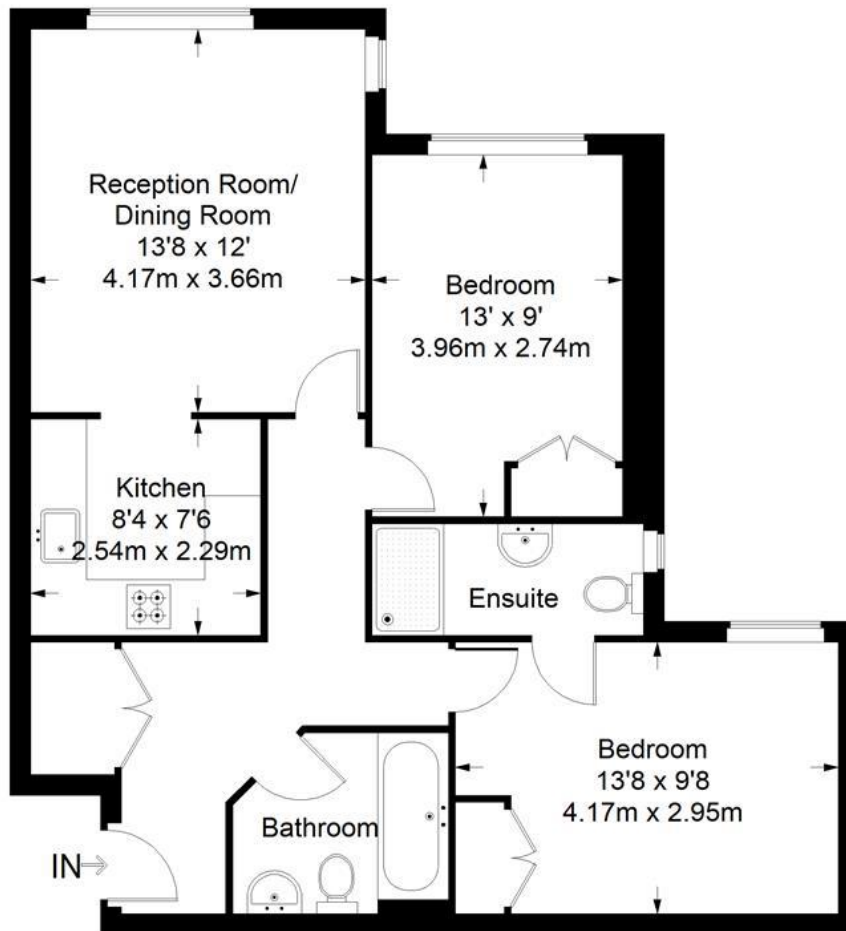 Reception Room/
Dining Room
13'8 x 12'
4.17m x 3.66m
Bedroom
13' x 9'
3.96m x 2.74m
Kitchen
8'4 x 7'6
2.54m x 2.29m
Ensuite
Bedroom
13'8 x 9'8
4.17m x 2.95m
Bathroom
IN